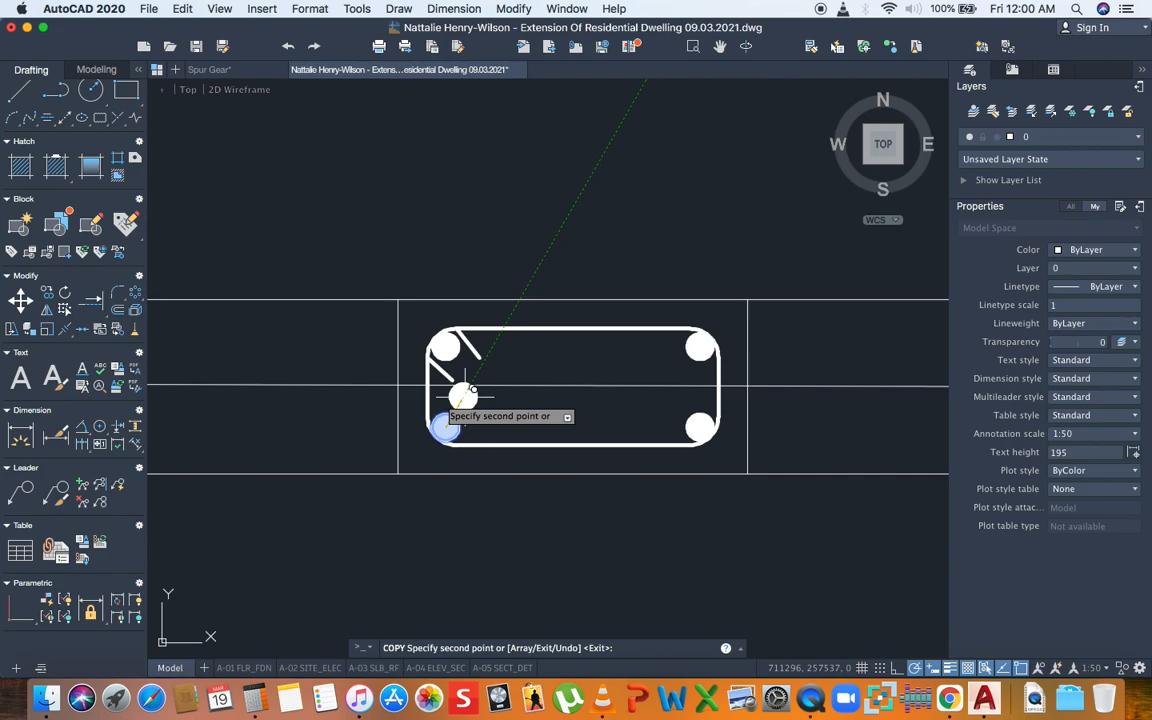 AutoCAD 2020 File Edit View Insert Format Tools Draw Dimension Modify Window Help 100% Fri 12:00 AM
Nattalie Henry-Wilson - Extension Of Residential Dwelling 09.03.2021.dwg
Sign In
Drafting Modeling Spur Gear* Nattalie Henry-Wilson - Extens...esidential Dwelling 09.03.2021*
Layers
Top 2D Wireframe
N
W TOP E
S
WCS
0
Unsaved Layer State
Show Layer List
Properties All My
Model Space
Color ByLayer
Layer 0
Linetype ByLayer
Linetype scale 1
Lineweight ByLayer
Transparency 0
Text style Standard
Dimension style Standard
Multileader style Standard
Table style Standard
Annotation scale 1:50
Text height 195
Plot style ByColor
Plot style table None
Plot style attac... Model
Plot table type Not available
Hatch
Block
Modify
Text
A
Dimension
Leader
Table
Parametric
Specify second point or
Y
X
>_ COPY Specify second point or [Array/Exit/Undo] <Exit>:
Model A-01 FLR_FDN A-02 SITE_ELEC A-03 SLB_RF A-04 ELEV_SEC A-05 SECT_DET 711296, 257537, 0 1:50
MAR
19